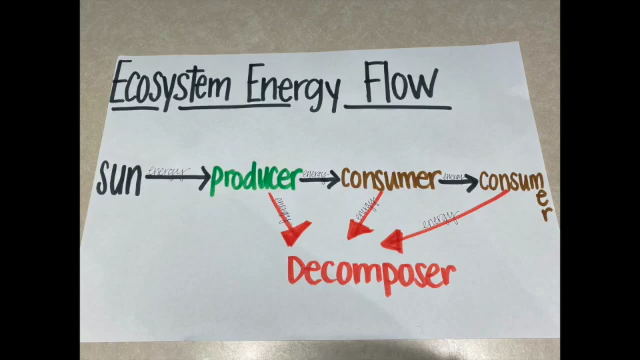 Ecosystem Energy Flow
sun energy producer energy consumer energy consumer
energy energy energy
Decomposer